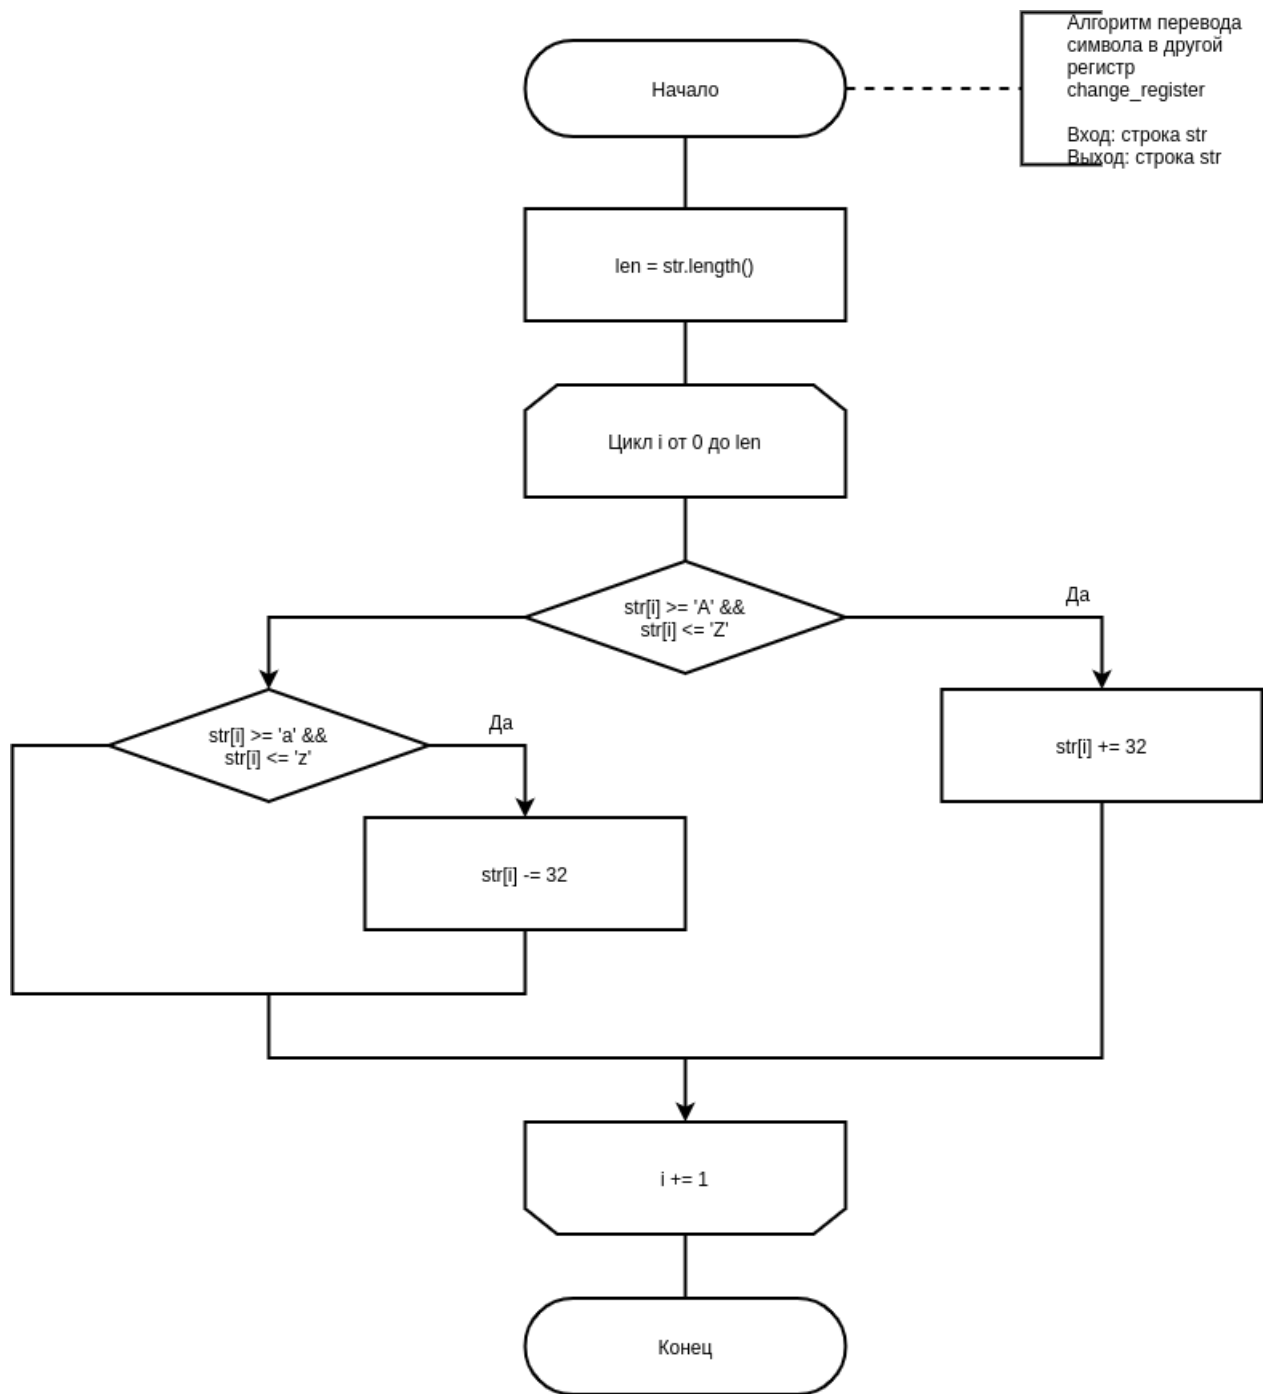 Алгоритм перевода
символа в другой
регистр
change_register
Вход: строка str
Выход: строка str
Начало
len = str.length()
Цикл i от 0 до len
str[i] >= 'A' &&
str[i] <= 'Z'
Да
str[i] >= 'a' &&
str[i] <= 'z'
Да
str[i] += 32
str[i] -= 32
i += 1
Конец